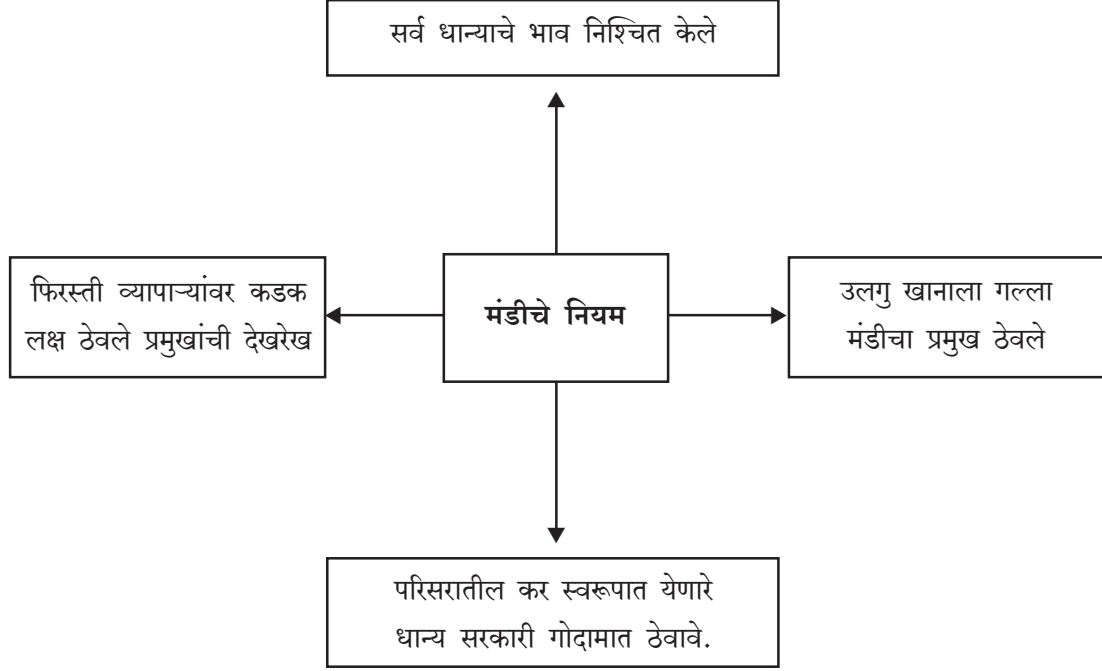 सर्व धान्याचे भाव निश्चित केले
फिरस्ती व्यापाऱ्यांवर कडक
लक्ष ठेवले प्रमुखांची देखरेख
मंडीचे नियम
उलगु खानाला गल्ला
मंडीचा प्रमुख ठेवले
परिसरातील कर स्वरूपात येणारे
धान्य सरकारी गोदामात ठेवावे.